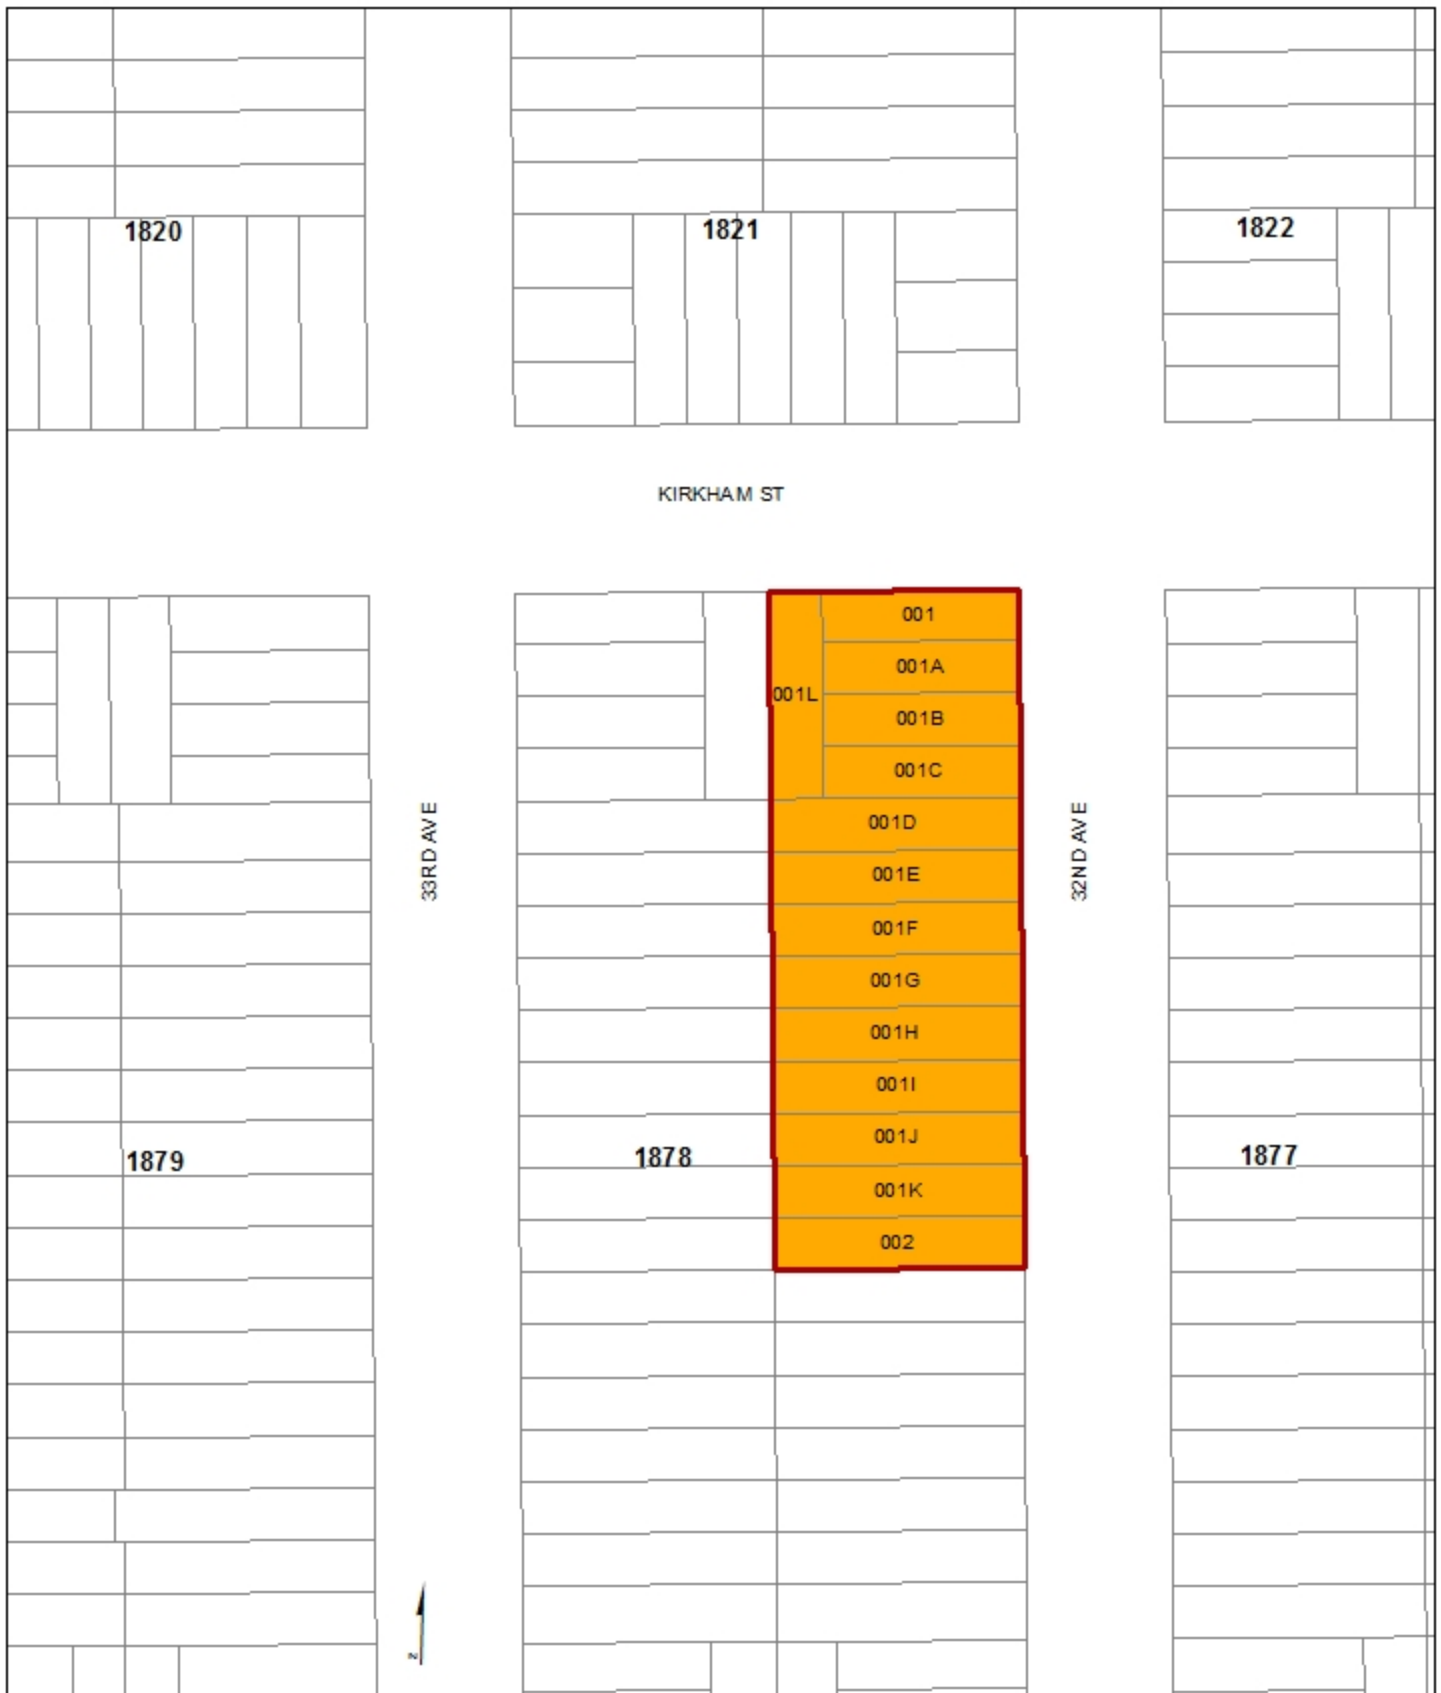 1820
1821
1822
KIRKHAM ST
001
001A
001L
001B
001C
001D
33RD AVE
32ND AVE
001E
001F
001G
001H
001I
001J
1879
1878
1877
001K
002
N